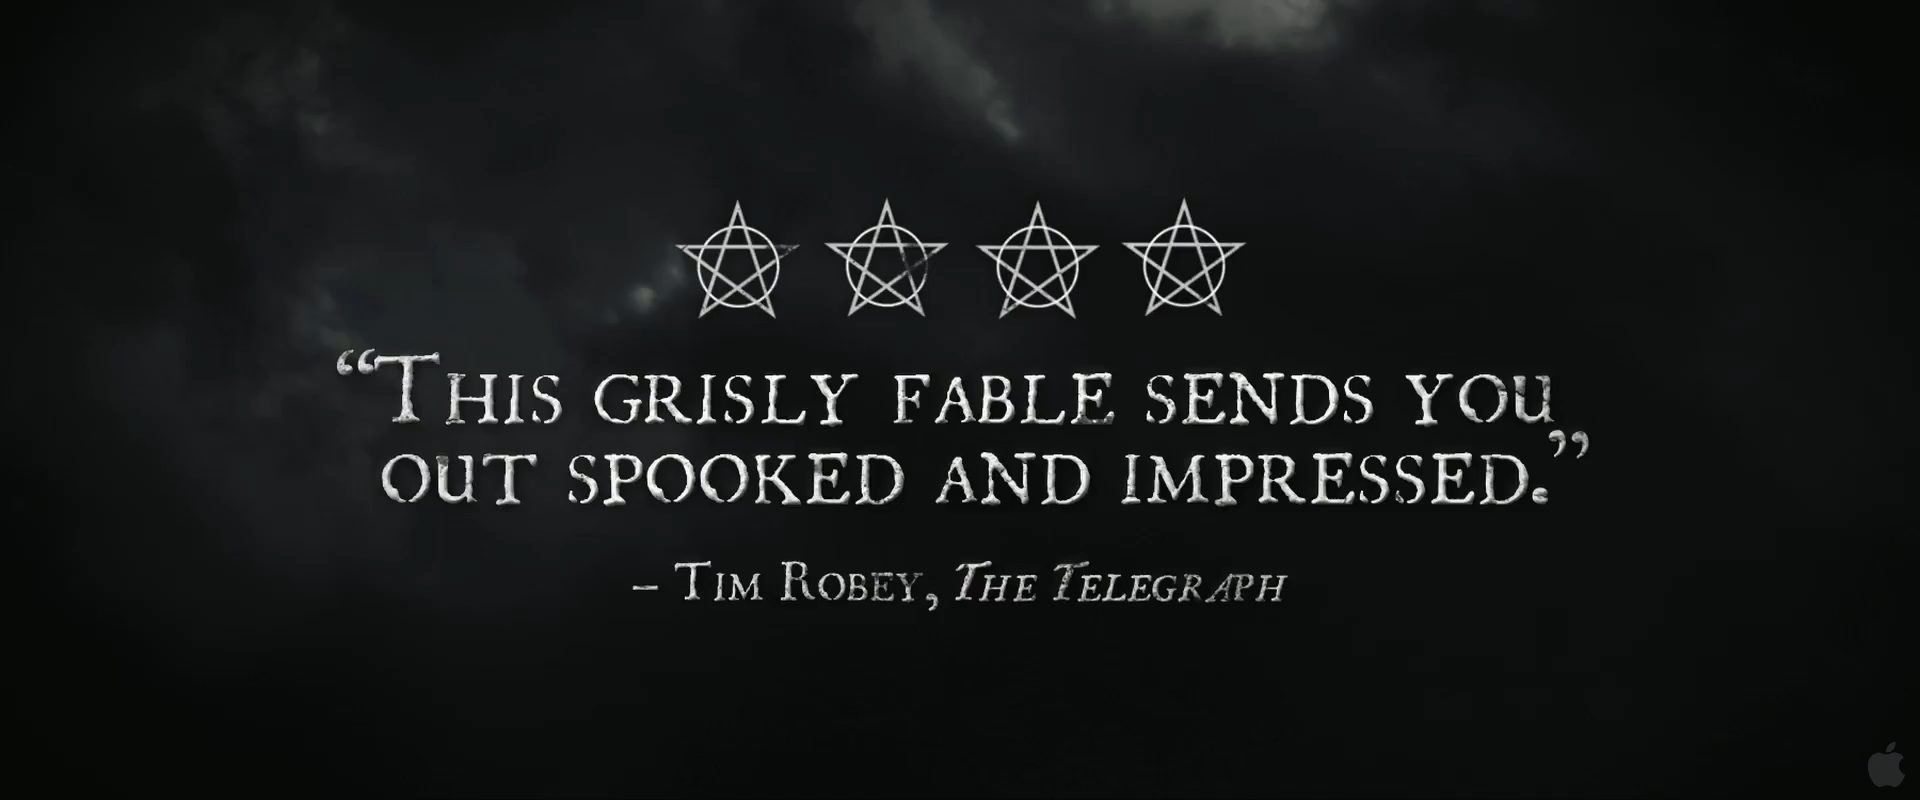 “This grisly fable sends you
out spooked and impressed.”
– Tim Robey, The Telegraph